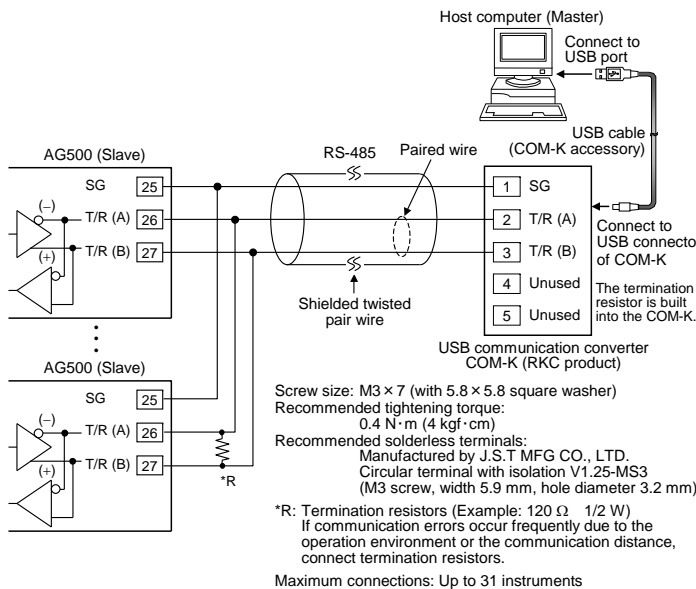 Host computer (Master)
Connect to
USB port
USB cable
(COM-K accessory)
AG500 (Slave)
RS-485
Paired wire
SG 25
(−)
T/R (A) 26
T/R (B) 27
(+)
1 SG
2 T/R (A)
3 T/R (B)
4 Unused
5 Unused
Connect to
USB connecto
of COM-K
The termination
resistor is built
into the COM-K.
Shielded twisted
pair wire
USB communication converter
COM-K (RKC product)
AG500 (Slave)
SG 25
(−)
T/R (A) 26
T/R (B) 27
(+)
*R
Screw size: M3 × 7 (with 5.8 × 5.8 square washer)
Recommended tightening torque:
0.4 N·m (4 kgf·cm)
Recommended solderless terminals:
Manufactured by J.S.T MFG CO., LTD.
Circular terminal with isolation V1.25-MS3
(M3 screw, width 5.9 mm, hole diameter 3.2 mm)
*R: Termination resistors (Example: 120 Ω 1/2 W)
If communication errors occur frequently due to the
operation environment or the communication distance,
connect termination resistors.
Maximum connections: Up to 31 instruments